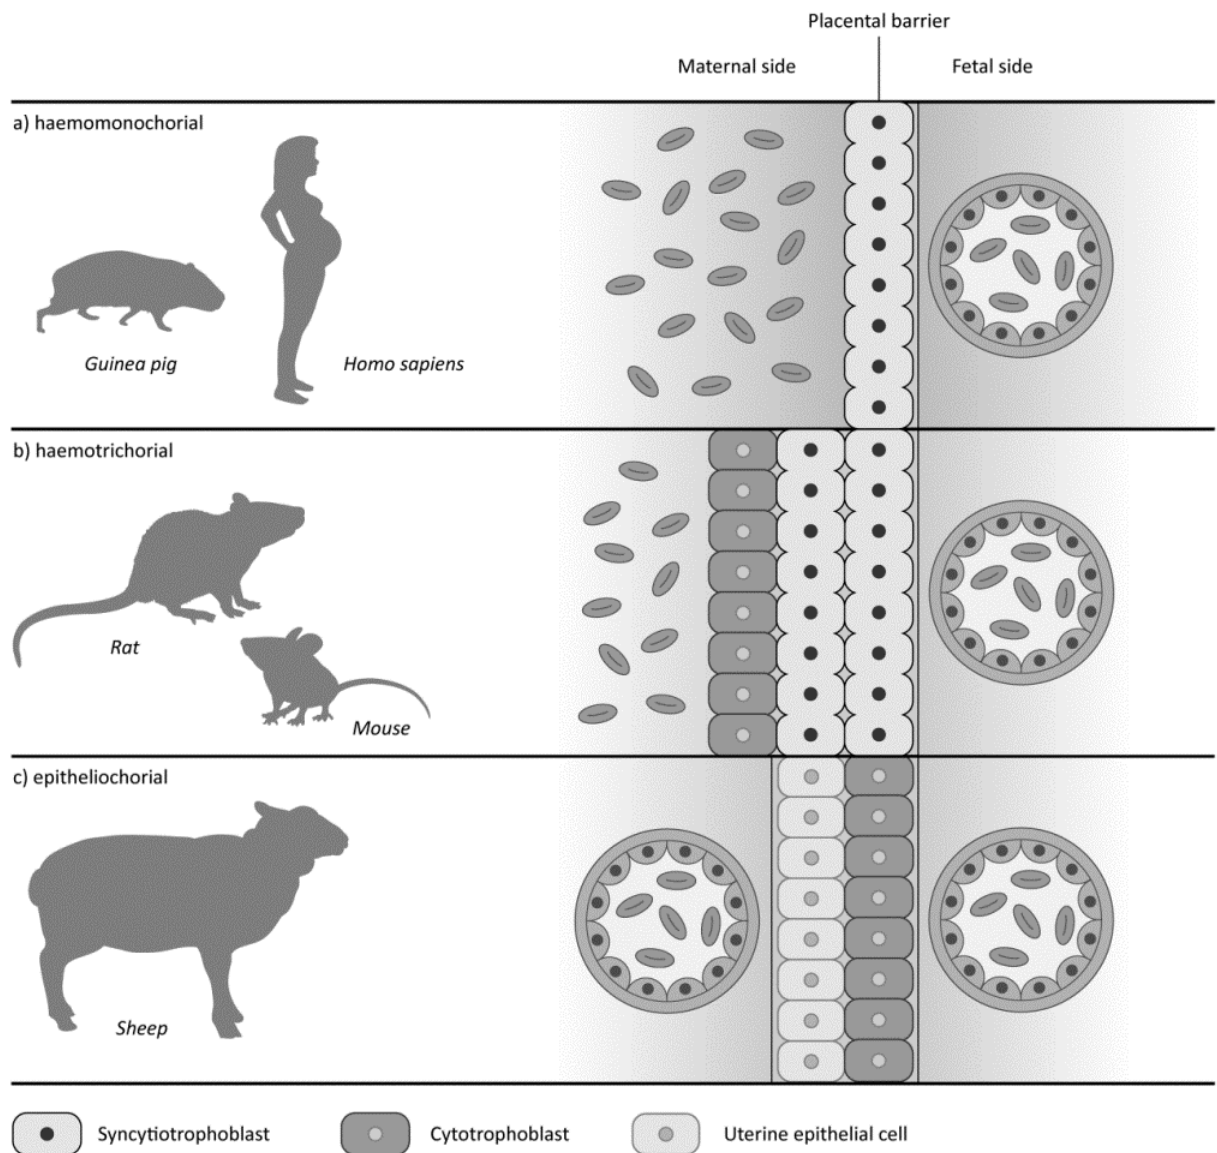 Placental barrier
Maternal side
Fetal side
a) haemomonochorial
Guinea pig
Homo sapiens
b) haemotrichorial
Rat
Mouse
c) epitheliochorial
Sheep
Syncytiotrophoblast
Cytotrophoblast
Uterine epithelial cell